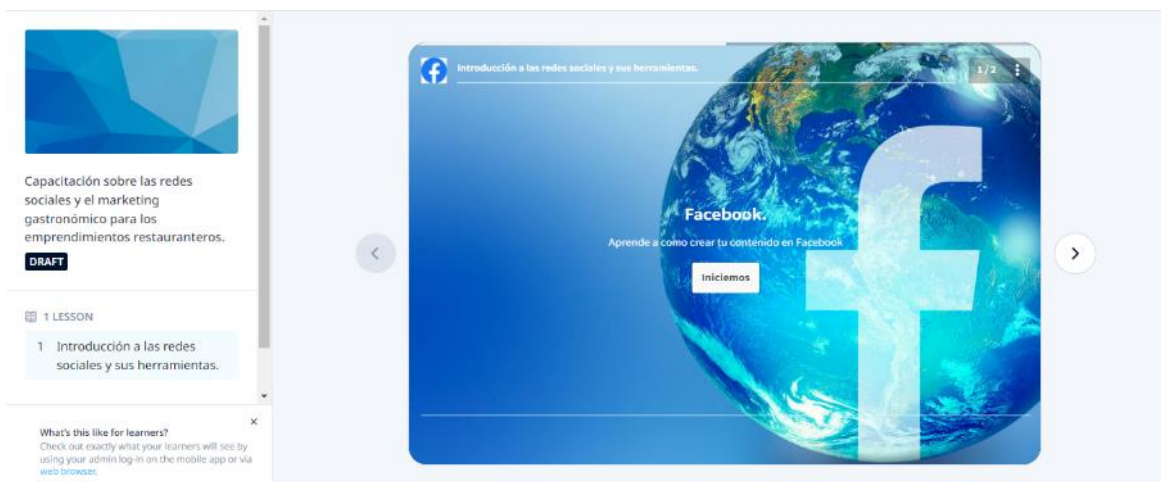 Capacitación sobre las redes
sociales y el marketing
gastronómico para los
emprendimientos restauranteros.
DRAFT
1 LESSON
1 Introducción a las redes
sociales y sus herramientas.
What's this like for learners?
Check out exactly what your learners will see by
using your admin log-in on the mobile app or via
web browser.
Introducción a las redes sociales y sus herramientas.
1 / 2
Facebook.
Aprende a como crear tu contenido en Facebook
Iniciemos